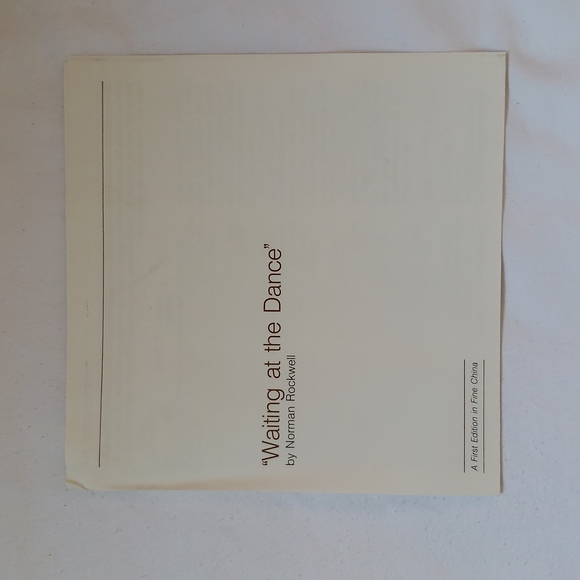 “Waiting at the Dance”
by Norman Rockwell
A First Edition in Fine China